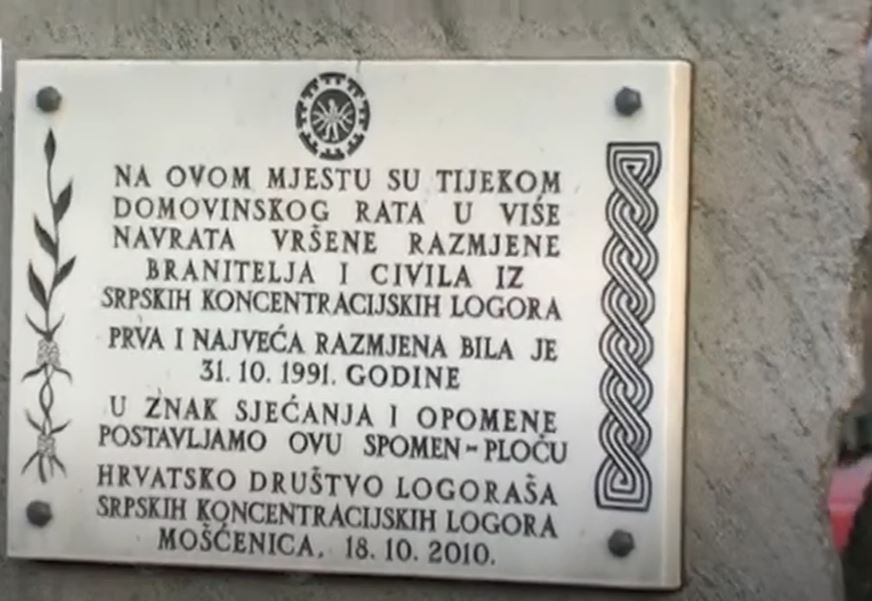 NA OVOM MJESTU SU TIJEKOM
DOMOVINSKOG RATA U VIŠE
NAVRATA VRŠENE RAZMJENE
BRANITELJA I CIVILA IZ
SRPSKIH KONCENTRACIJSKIH LOGORA
PRVA I NAJVEĆA RAZMJENA BILA JE
31. 10. 1991. GODINE
U ZNAK SJEĆANJA I OPOMENE
POSTAVLJAMO OVU SPOMEN-PLOČU
HRVATSKO DRUŠTVO LOGORAŠA
SRPSKIH KONCENTRACIJSKIH LOGORA
MOŠĆENICA, 18. 10. 2010.